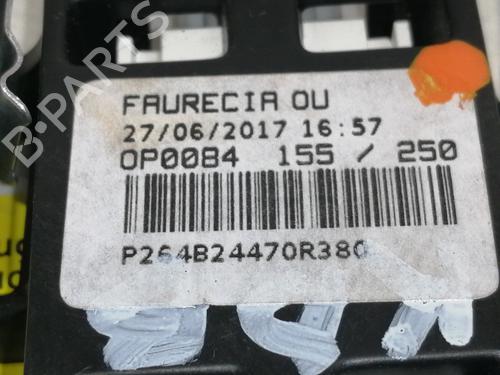 B-PARTS
FAURECIA OU
27/06/2017 16:57
OP0084 155 / 250
P264B24470R380